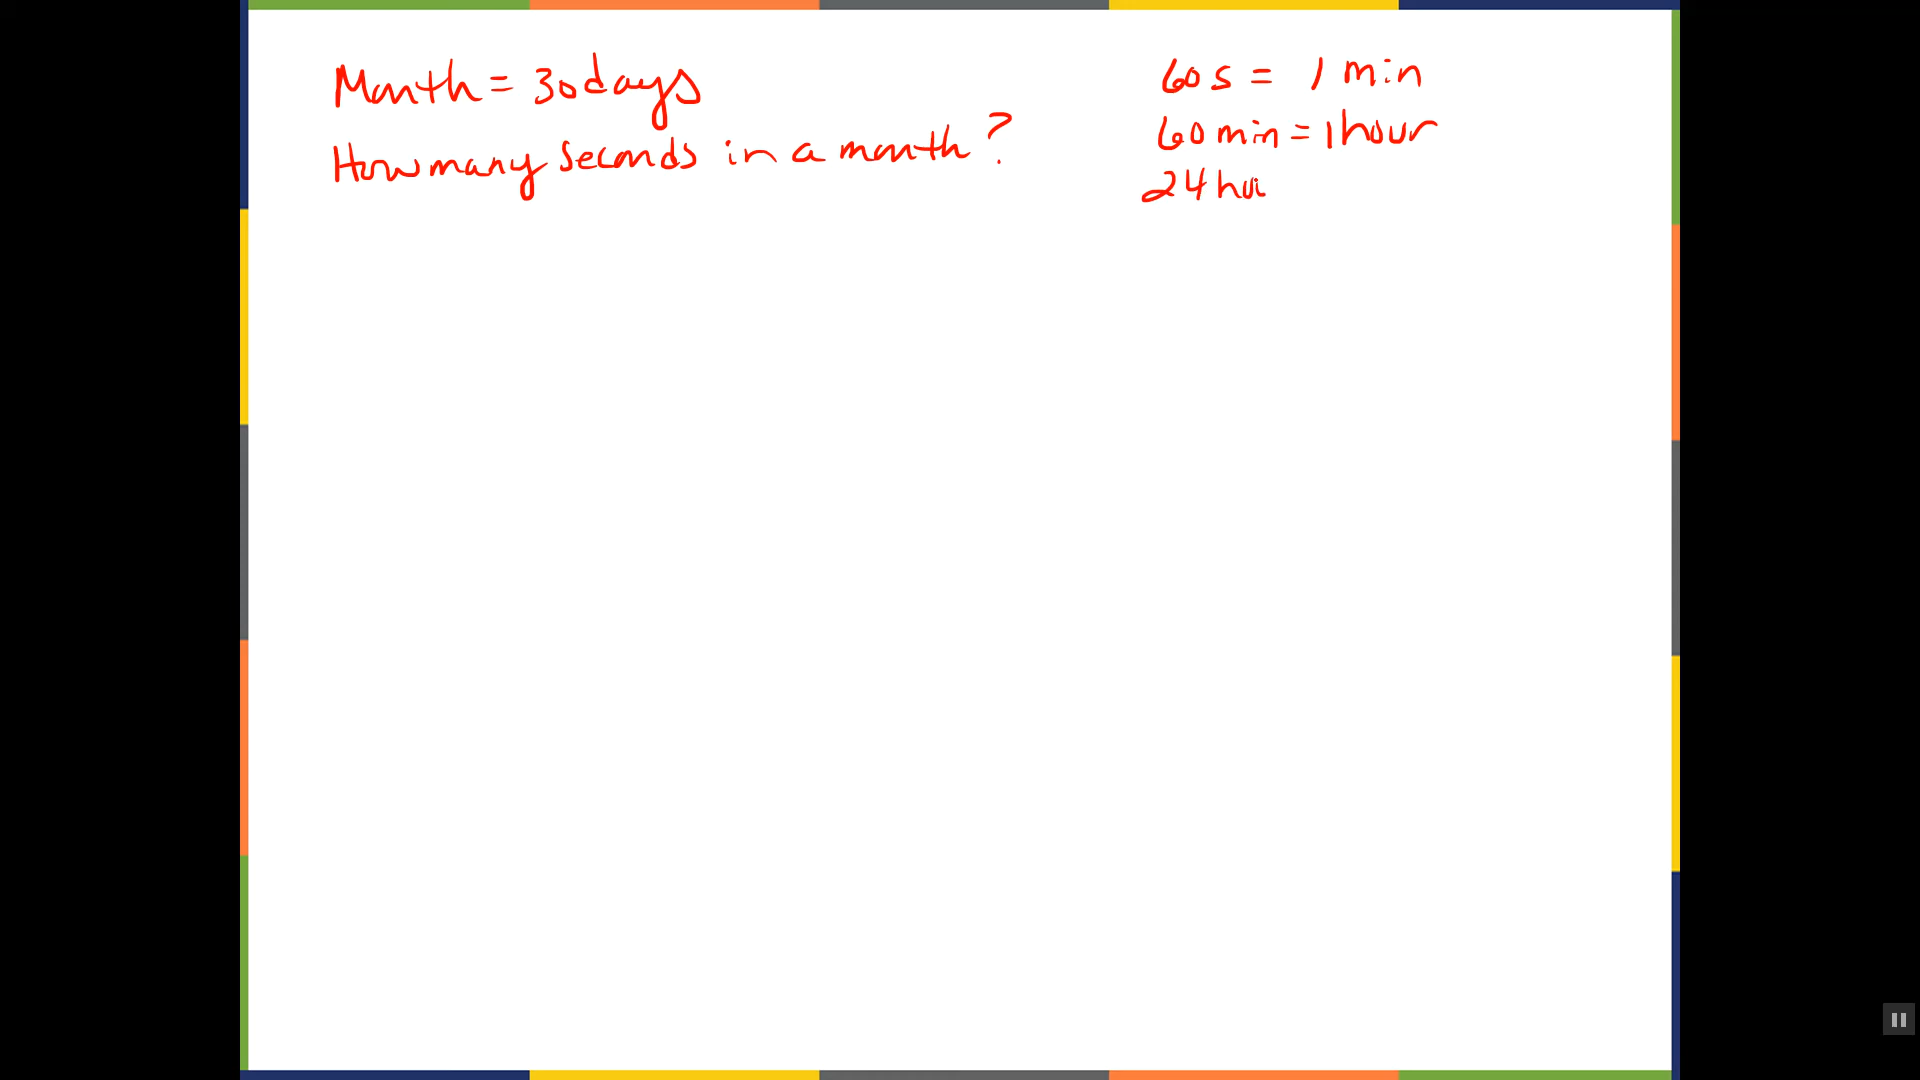 Month = 30 days
How many seconds in a month?
60 s = 1 min
60 min = 1 hour
24 hou